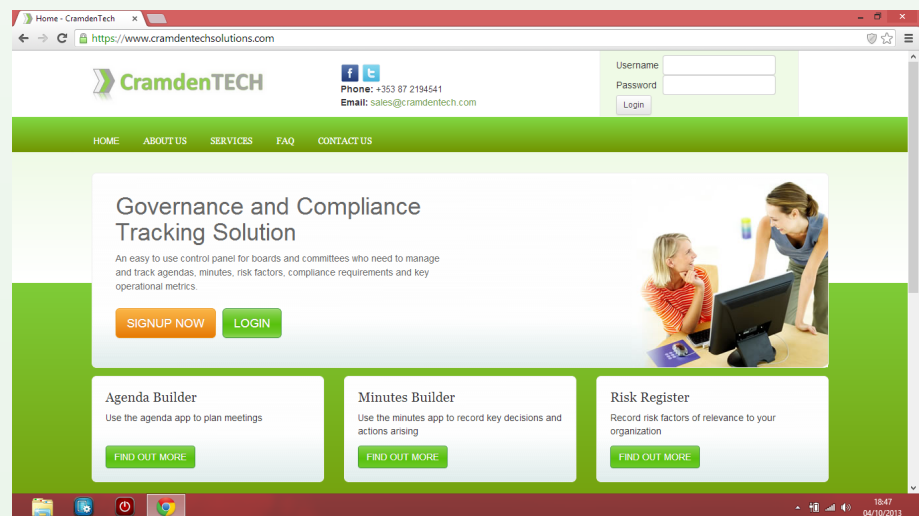 Home - CramdenTech
https://www.cramdentechsolutions.com
CramdenTECH
Phone: +353 87 2194541
Email: sales@cramdentech.com
Username
Password
Login
HOME ABOUT US SERVICES FAQ CONTACT US
Governance and Compliance
Tracking Solution
An easy to use control panel for boards and committees who need to manage
and track agendas, minutes, risk factors, compliance requirements and key
operational metrics.
SIGNUP NOW LOGIN
Agenda Builder
Use the agenda app to plan meetings
FIND OUT MORE
Minutes Builder
Use the minutes app to record key decisions and
actions arising
FIND OUT MORE
Risk Register
Record risk factors of relevance to your
organization
FIND OUT MORE
18:47
04/10/2013